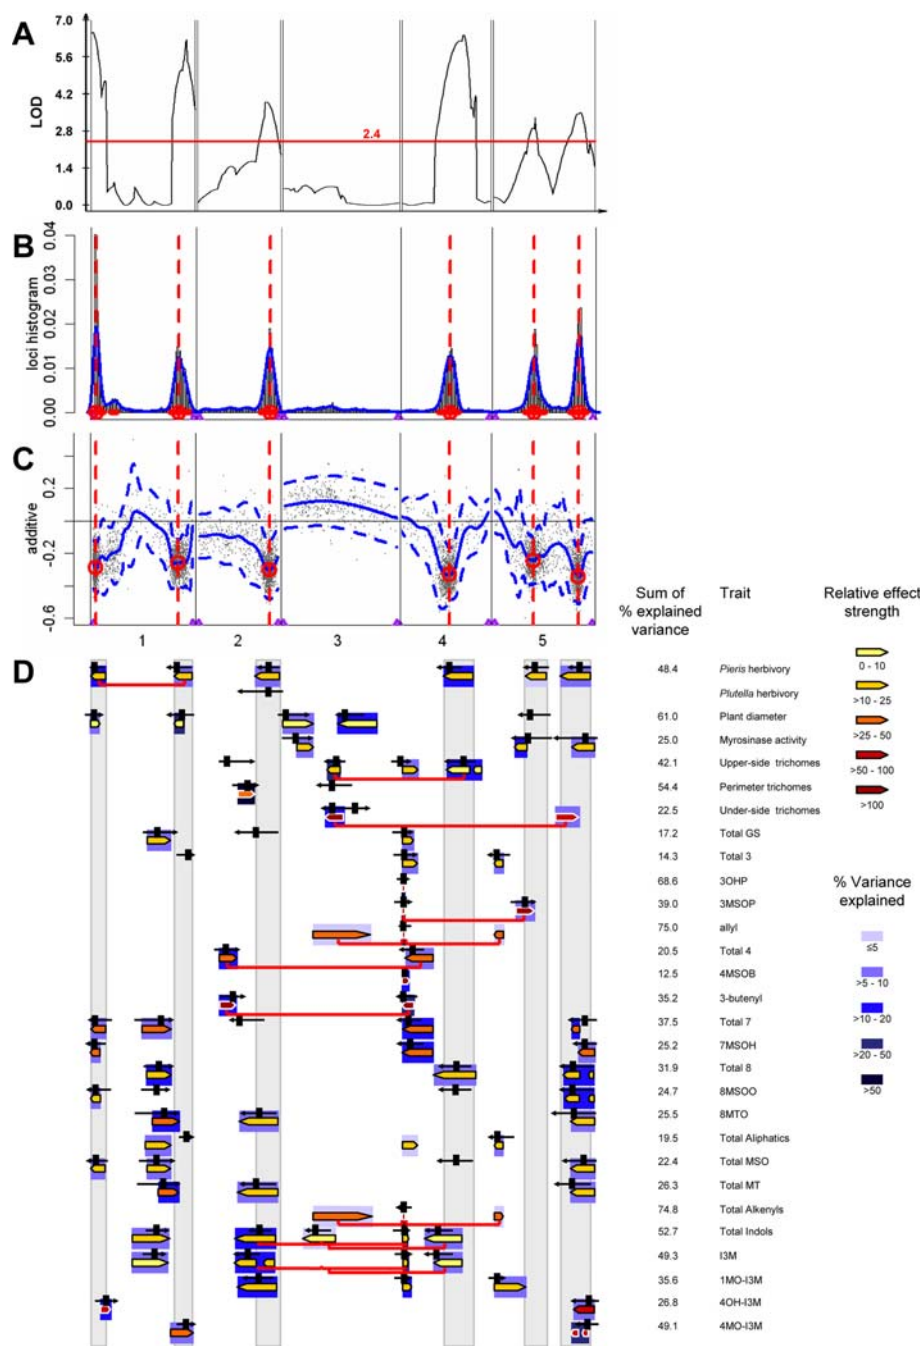 A
7.0
5.6
4.2
2.8
1.4
0.0
LOD
2.4
B
0.04
0.03
0.02
0.01
0.00
loci histogram
C
0.2
-0.2
-0.6
additive
1 2 3 4 5
D
Sum of % explained variance
Trait
Relative effect strength
48.4 Pieris herbivory
Plutella herbivory
61.0 Plant diameter
25.0 Myrosinase activity
42.1 Upper-side trichomes
54.4 Perimeter trichomes
22.5 Under-side trichomes
17.2 Total GS
14.3 Total 3
68.6 3OHP
39.0 3MSOP
75.0 allyl
20.5 Total 4
12.5 4MSOB
35.2 3-butenyl
37.5 Total 7
25.2 7MSOH
31.9 Total 8
24.7 8MSOO
25.5 8MTO
19.5 Total Aliphatics
22.4 Total MSO
26.3 Total MT
74.8 Total Alkenyls
52.7 Total Indols
49.3 I3M
35.6 1MO-I3M
26.8 4OH-I3M
49.1 4MO-I3M
0 - 10
>10 - 25
>25 - 50
>50 - 100
>100
% Variance explained
≤5
>5 - 10
>10 - 20
>20 - 50
>50